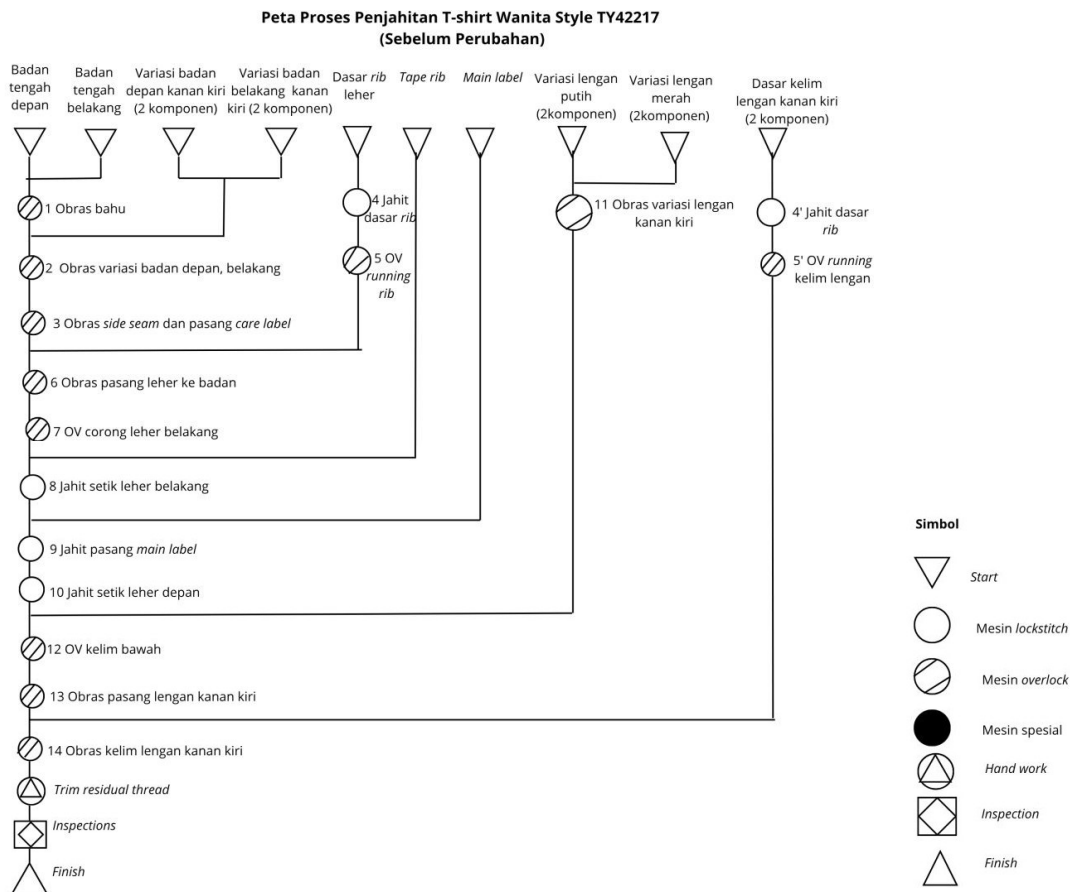 Peta Proses Penjahitan T-shirt Wanita Style TY42217
(Sebelum Perubahan)
Badan
tengah
depan
Badan
tengah
belakang
Variasi badan
depan kanan kiri
(2 komponen)
Variasi badan
belakang kanan
kiri (2 komponen)
Dasar rib
leher
Tape rib
Main label
Variasi lengan
putih
(2komponen)
Variasi lengan
merah
(2komponen)
Dasar kelim
lengan kanan kiri
(2 komponen)
1 Obras bahu
4 Jahit
dasar rib
11 Obras variasi lengan
kanan kiri
4' Jahit dasar
rib
2 Obras variasi badan depan, belakang
5 OV
running
rib
5' OV running
kelim lengan
3 Obras side seam dan pasang care label
6 Obras pasang leher ke badan
7 OV corong leher belakang
8 Jahit setik leher belakang
9 Jahit pasang main label
10 Jahit setik leher depan
12 OV kelim bawah
13 Obras pasang lengan kanan kiri
14 Obras kelim lengan kanan kiri
Trim residual thread
Inspections
Finish
Simbol
Start
Mesin lockstitch
Mesin overlock
Mesin spesial
Hand work
Inspection
Finish